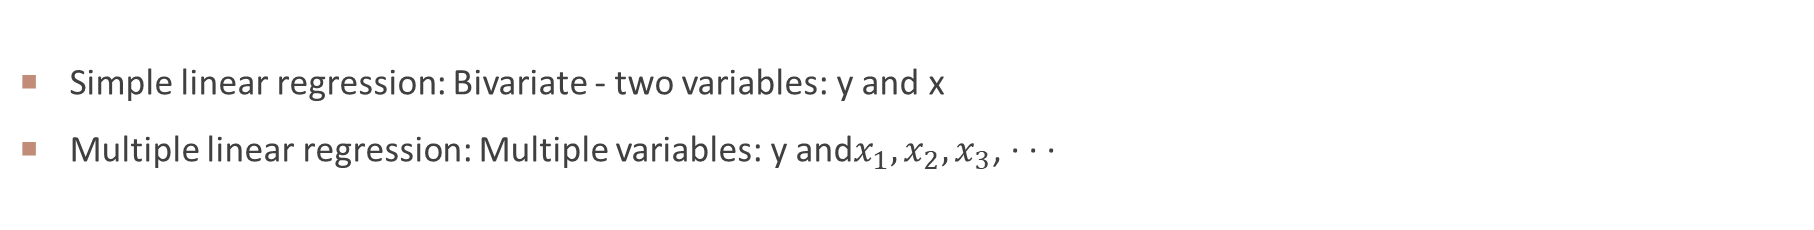 ▪ Simple linear regression: Bivariate - two variables: y and x
▪ Multiple linear regression: Multiple variables: y and𝑥₁, 𝑥₂, 𝑥₃, · · ·